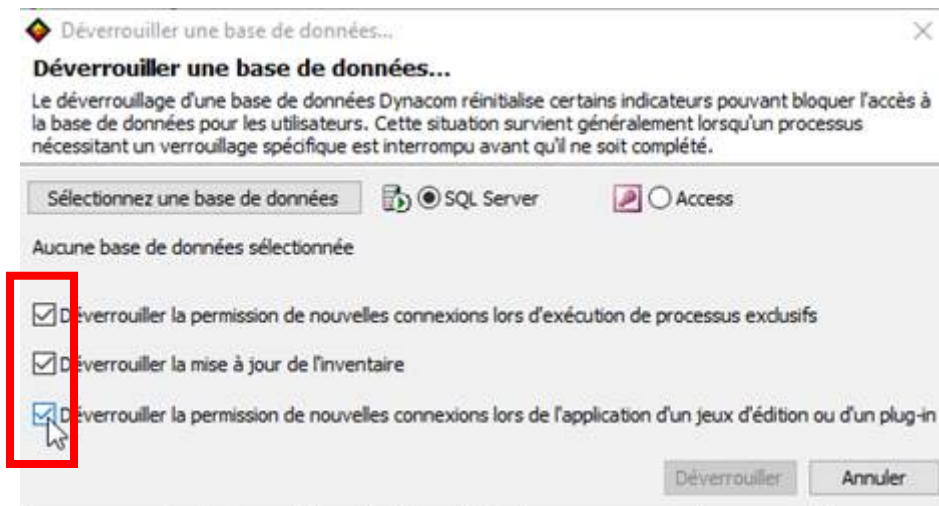 Déverrouiller une base de données...
Déverrouiller une base de données...
Le déverrouillage d'une base de données Dynacom réinitialise certains indicateurs pouvant bloquer l'accès à
la base de données pour les utilisateurs. Cette situation survient généralement lorsqu'un processus
nécessitant un verrouillage spécifique est interrompu avant qu'il ne soit complété.
Sélectionnez une base de données SQL Server Access
Aucune base de données sélectionnée
Déverrouiller la permission de nouvelles connexions lors d'exécution de processus exclusifs
Déverrouiller la mise à jour de l'inventaire
Déverrouiller la permission de nouvelles connexions lors de l'application d'un jeux d'édition ou d'un plug-in
Déverrouiller Annuler